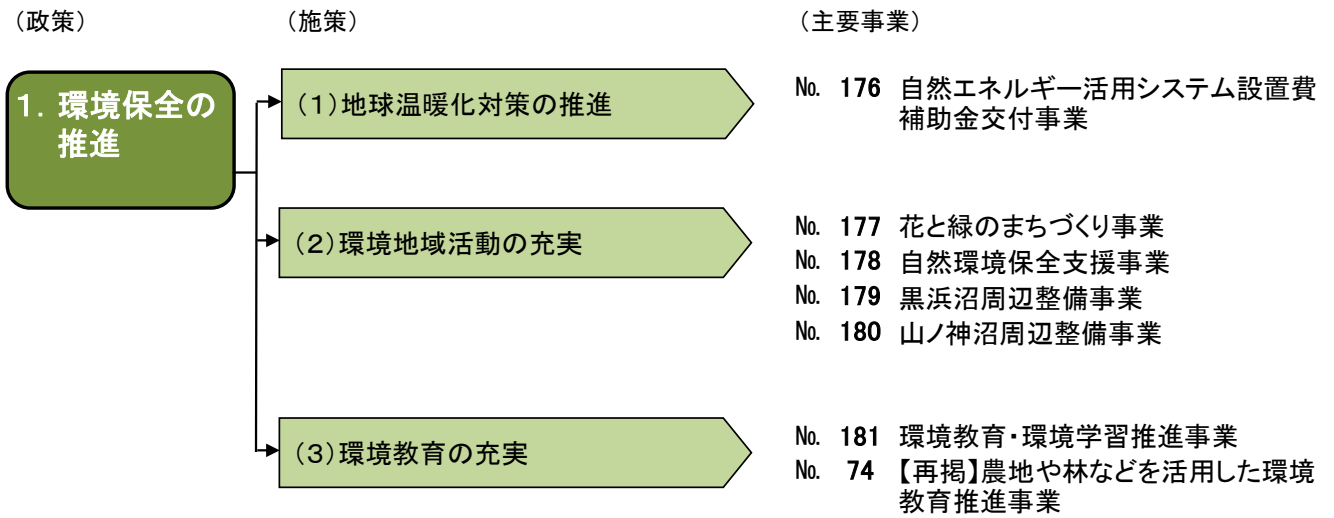 （政策）
（施策）
（主要事業）
１．環境保全の
推進
（１）地球温暖化対策の推進
№ 176 自然エネルギー活用システム設置費
補助金交付事業
（２）環境地域活動の充実
№ 177 花と緑のまちづくり事業
№ 178 自然環境保全支援事業
№ 179 黒浜沼周辺整備事業
№ 180 山ノ神沼周辺整備事業
（３）環境教育の充実
№ 181 環境教育・環境学習推進事業
№ 74 【再掲】農地や林などを活用した環境
教育推進事業